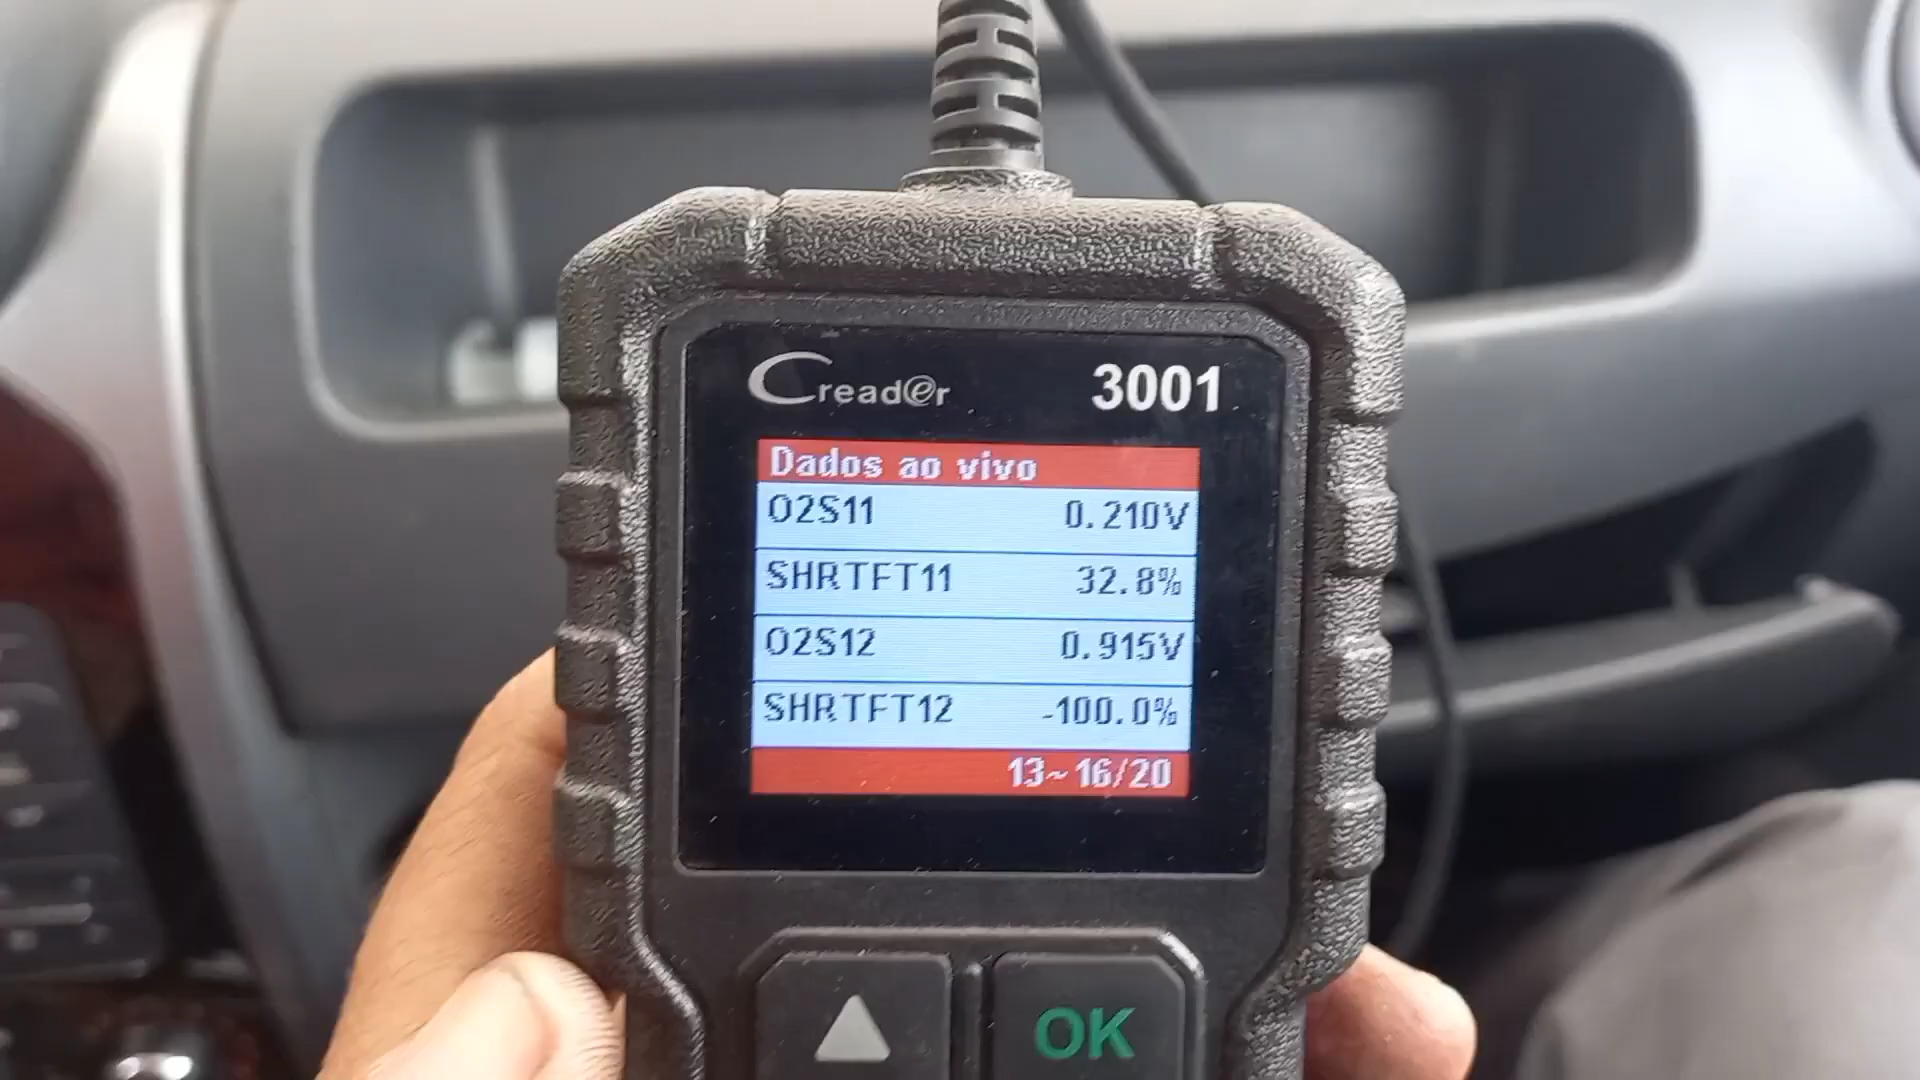 Creader 3001
Dados ao vivo
O2S11 0.210V
SHRTFT11 32.8%
O2S12 0.915V
SHRTFT12 -100.0%
13~16/20
OK